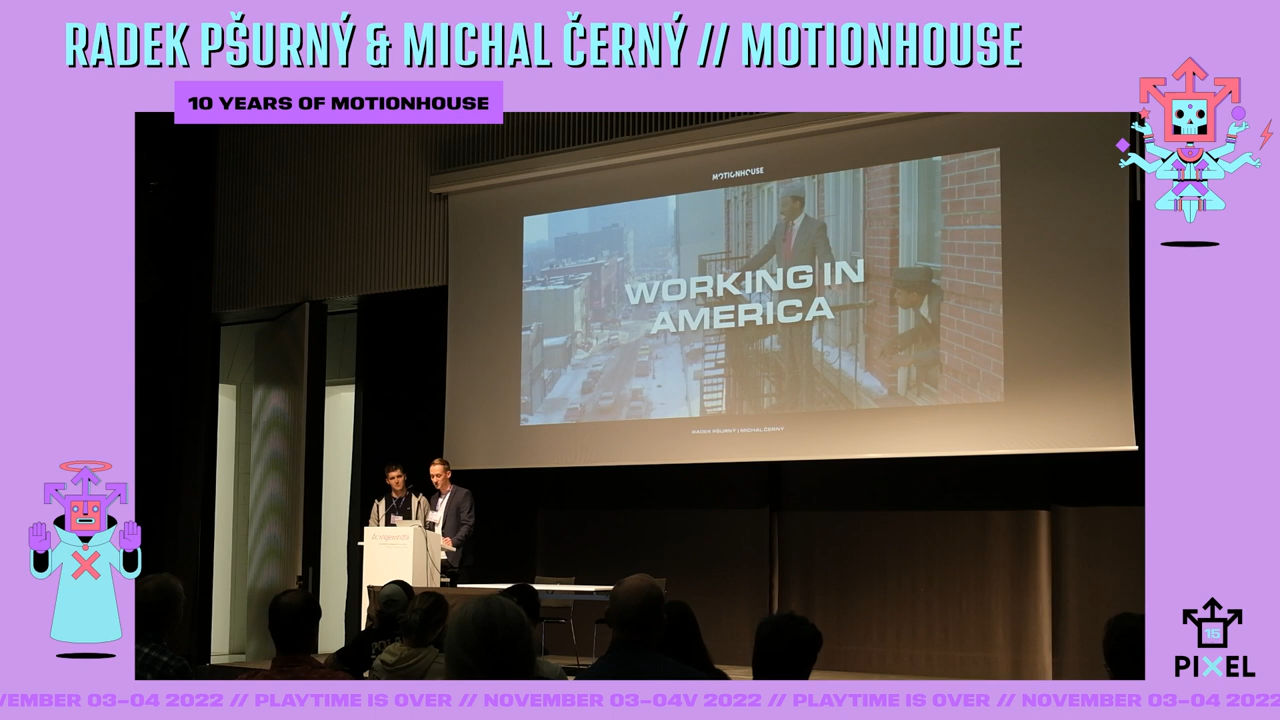 RADEK PŠURNÝ & MICHAL ČERNÝ // MOTIONHOUSE
10 YEARS OF MOTIONHOUSE
MOTIONHOUSE
WORKING IN
AMERICA
RADEK PŠURNÝ | MICHAL ČERNÝ
15
PIXEL
VEMBER 03-04 2022 // PLAYTIME IS OVER // NOVEMBER 03-04V 2022 // PLAYTIME IS OVER // NOVEMBER 03-04 2022